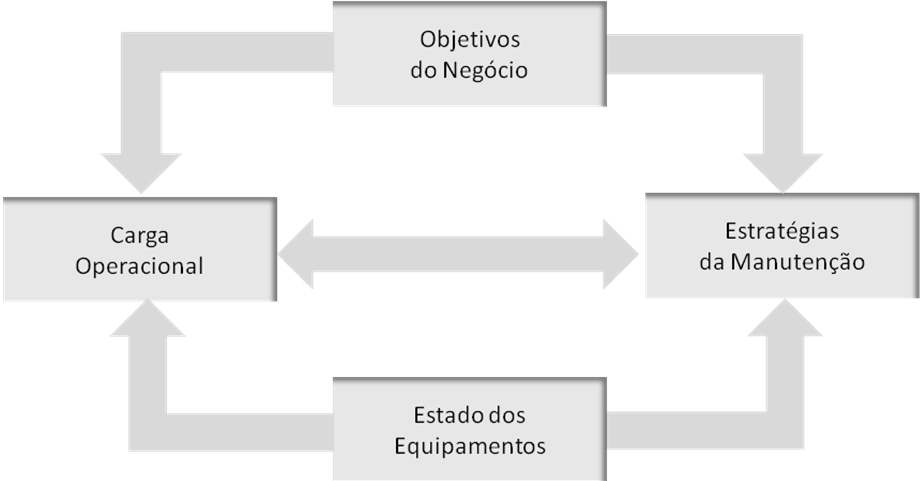 Objetivos
do Negócio
Carga
Operacional
Estratégias
da Manutenção
Estado dos
Equipamentos